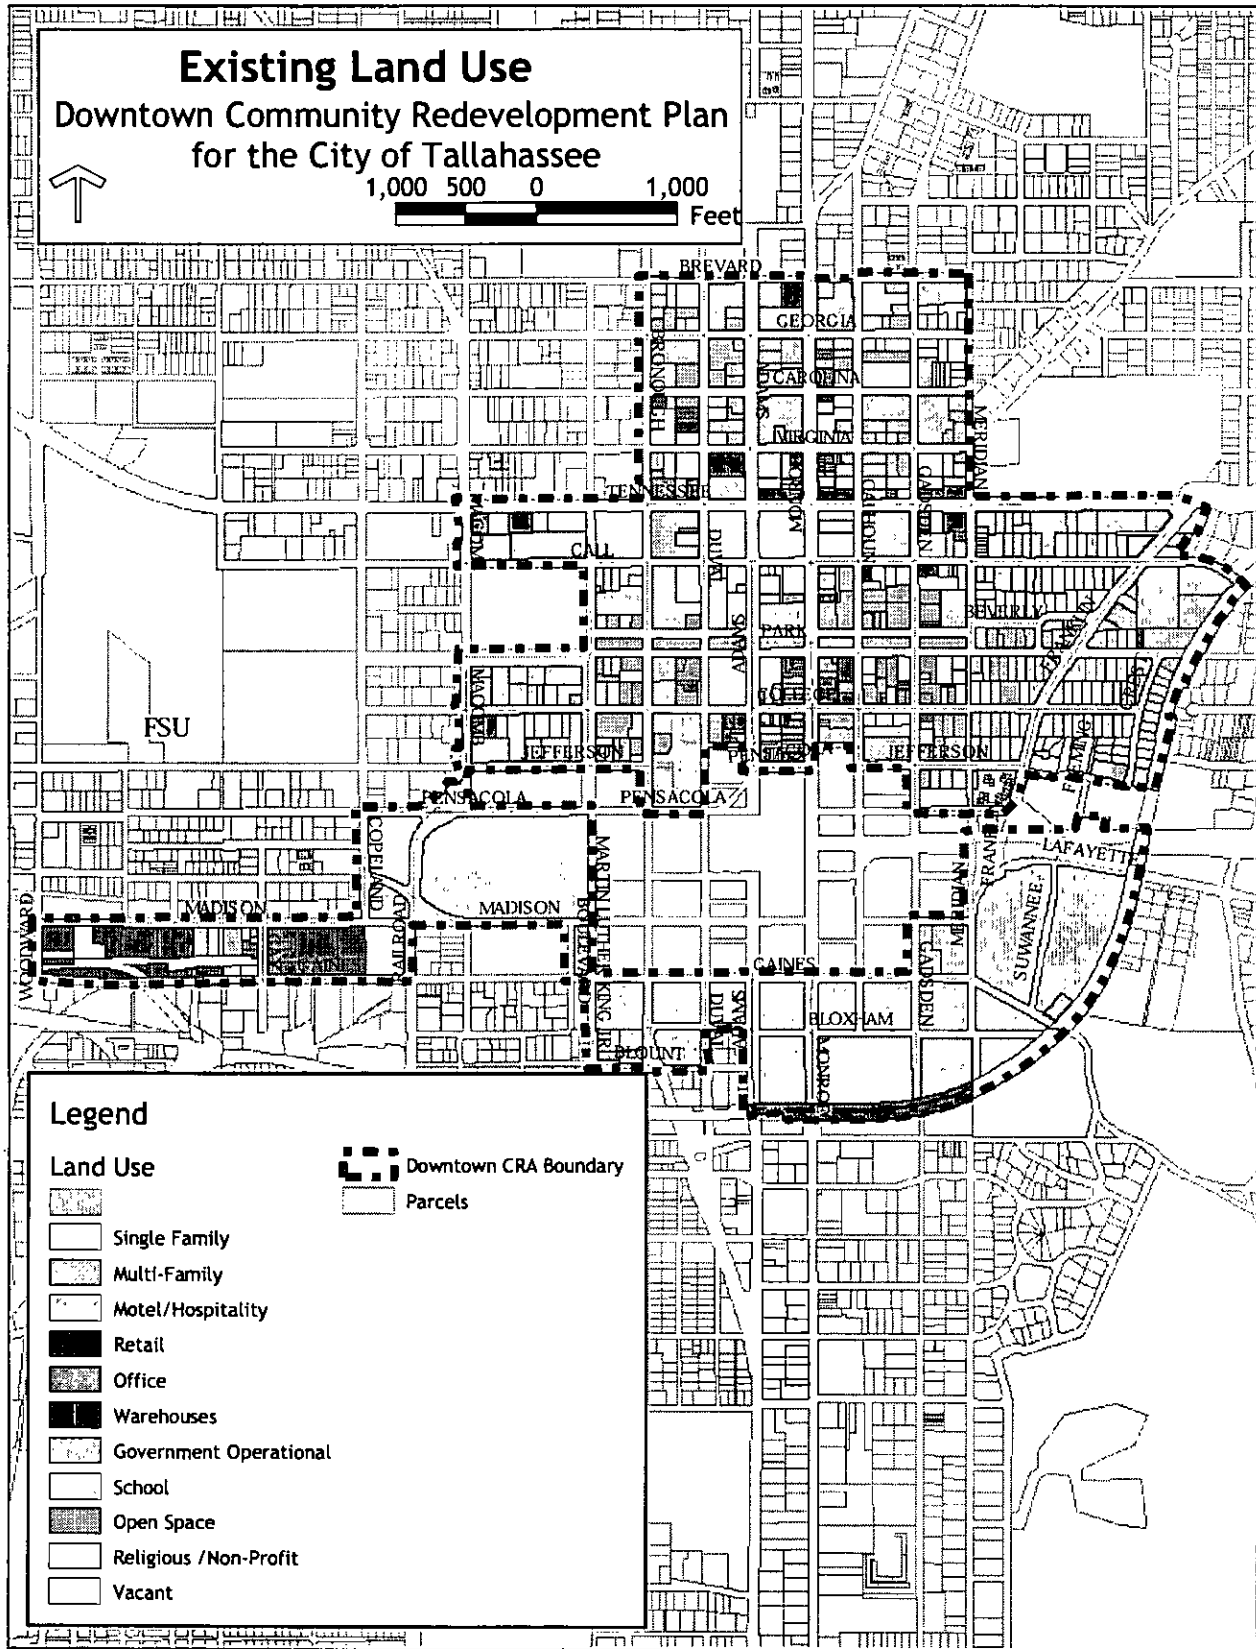 Existing Land Use
Downtown Community Redevelopment Plan
for the City of Tallahassee
1,000 500 0 1,000
Feet
BREVARD
GEORGIA
BRONOUGH
ADAMS
CAROLINA
VIRGINIA
MERIDIAN
TENNESSEE
MONROE
CALHOUN
GADSDEN
MACOMB
CALL
DUVAL
BEVERLY
FRANKLIN
PARK
ADAMS
MACOMB
COLLEGE
FSU
JEFFERSON
PENSACOLA
JEFFERSON
FLEMING
PENSACOLA
PENSACOLA
COPELAND
MARTIN LUTHER KING JR
BOULEVARD
MERIDIAN
FRANKLIN
LAFAYETTE
WOODWARD
MADISON
RAILROAD
MADISON
SUWANNEE
GAINES
GAINES
GADSDEN
DUVAL
ADAMS
BLOXHAM
BLOUNT
MONROE
Legend
Land Use
Downtown CRA Boundary
Parcels
Single Family
Multi-Family
Motel/Hospitality
Retail
Office
Warehouses
Government Operational
School
Open Space
Religious /Non-Profit
Vacant